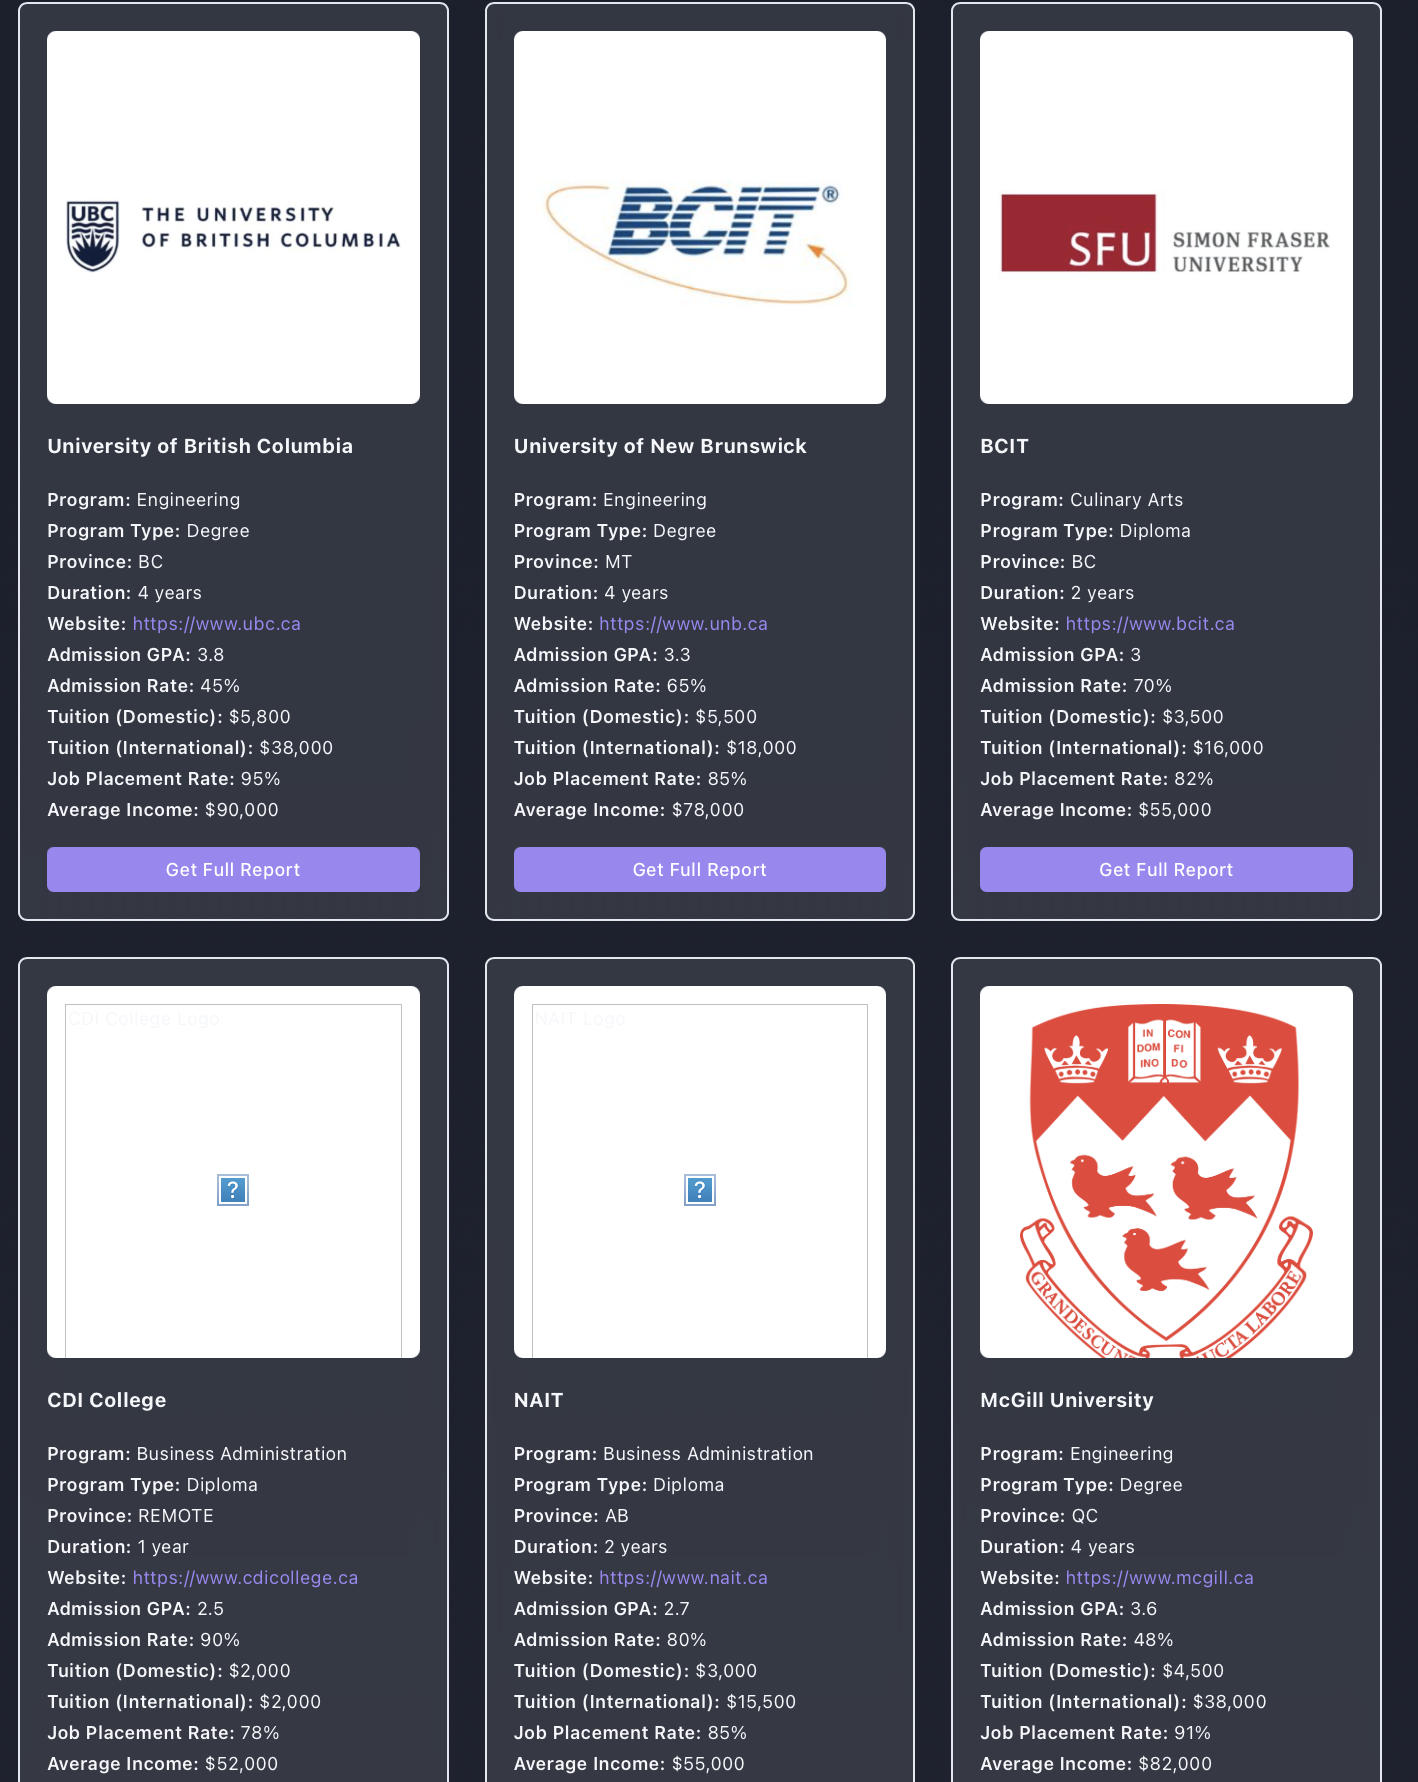 UBC
THE UNIVERSITY
OF BRITISH COLUMBIA
University of British Columbia
Program: Engineering
Program Type: Degree
Province: BC
Duration: 4 years
Website: https://www.ubc.ca
Admission GPA: 3.8
Admission Rate: 45%
Tuition (Domestic): $5,800
Tuition (International): $38,000
Job Placement Rate: 95%
Average Income: $90,000
Get Full Report
BCIT®
University of New Brunswick
Program: Engineering
Program Type: Degree
Province: MT
Duration: 4 years
Website: https://www.unb.ca
Admission GPA: 3.3
Admission Rate: 65%
Tuition (Domestic): $5,500
Tuition (International): $18,000
Job Placement Rate: 85%
Average Income: $78,000
Get Full Report
SFU
SIMON FRASER
UNIVERSITY
BCIT
Program: Culinary Arts
Program Type: Diploma
Province: BC
Duration: 2 years
Website: https://www.bcit.ca
Admission GPA: 3
Admission Rate: 70%
Tuition (Domestic): $3,500
Tuition (International): $16,000
Job Placement Rate: 82%
Average Income: $55,000
Get Full Report
CDI College Logo
?
CDI College
Program: Business Administration
Program Type: Diploma
Province: REMOTE
Duration: 1 year
Website: https://www.cdicollege.ca
Admission GPA: 2.5
Admission Rate: 90%
Tuition (Domestic): $2,000
Tuition (International): $2,000
Job Placement Rate: 78%
Average Income: $52,000
NAIT Logo
?
NAIT
Program: Business Administration
Program Type: Diploma
Province: AB
Duration: 2 years
Website: https://www.nait.ca
Admission GPA: 2.7
Admission Rate: 80%
Tuition (Domestic): $3,000
Tuition (International): $15,500
Job Placement Rate: 85%
Average Income: $55,000
IN CON
DOM FI
INO DO
GRANDESCUNT
AUCTA LABORE
McGill University
Program: Engineering
Program Type: Degree
Province: QC
Duration: 4 years
Website: https://www.mcgill.ca
Admission GPA: 3.6
Admission Rate: 48%
Tuition (Domestic): $4,500
Tuition (International): $38,000
Job Placement Rate: 91%
Average Income: $82,000